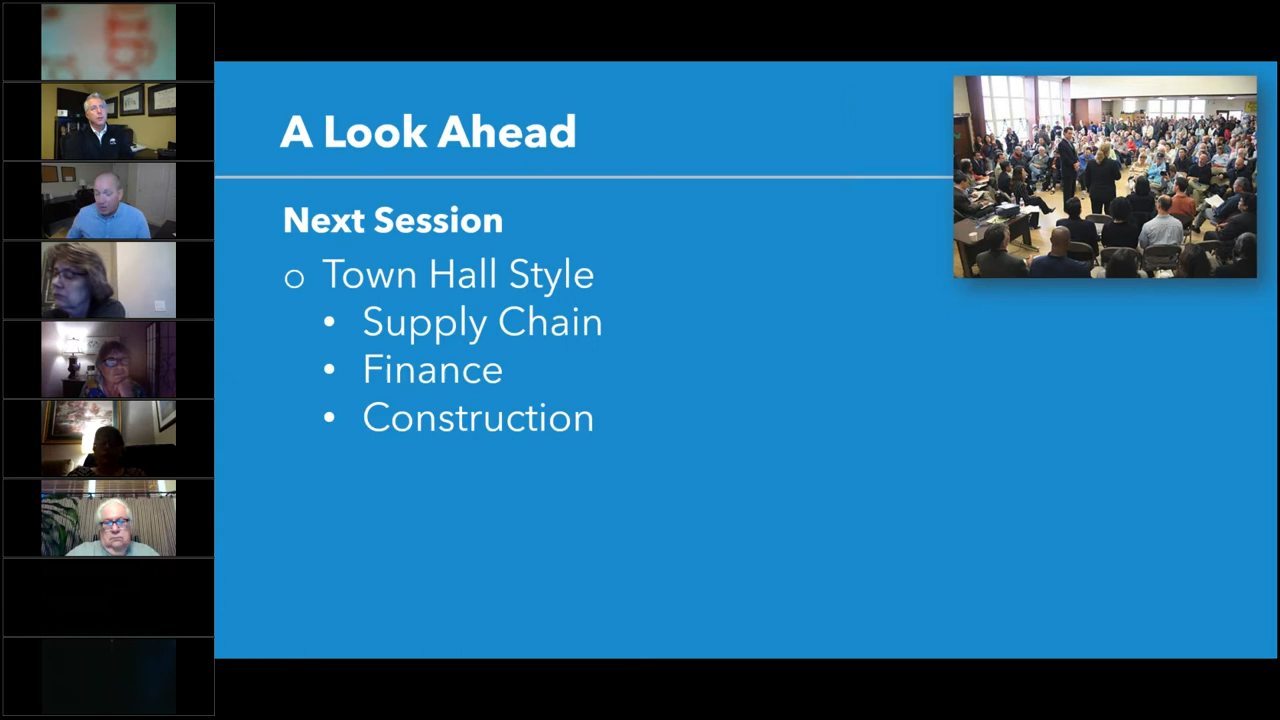 A Look Ahead
Next Session
o Town Hall Style
• Supply Chain
• Finance
• Construction